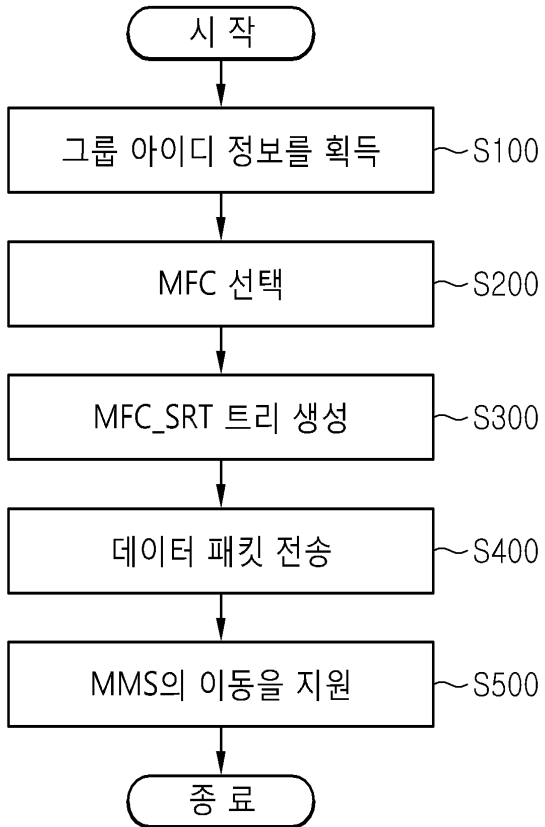 시 작
그룹 아이디 정보를 획득
S100
MFC 선택
S200
MFC_SRT 트리 생성
S300
데이터 패킷 전송
S400
MMS의 이동을 지원
S500
종 료